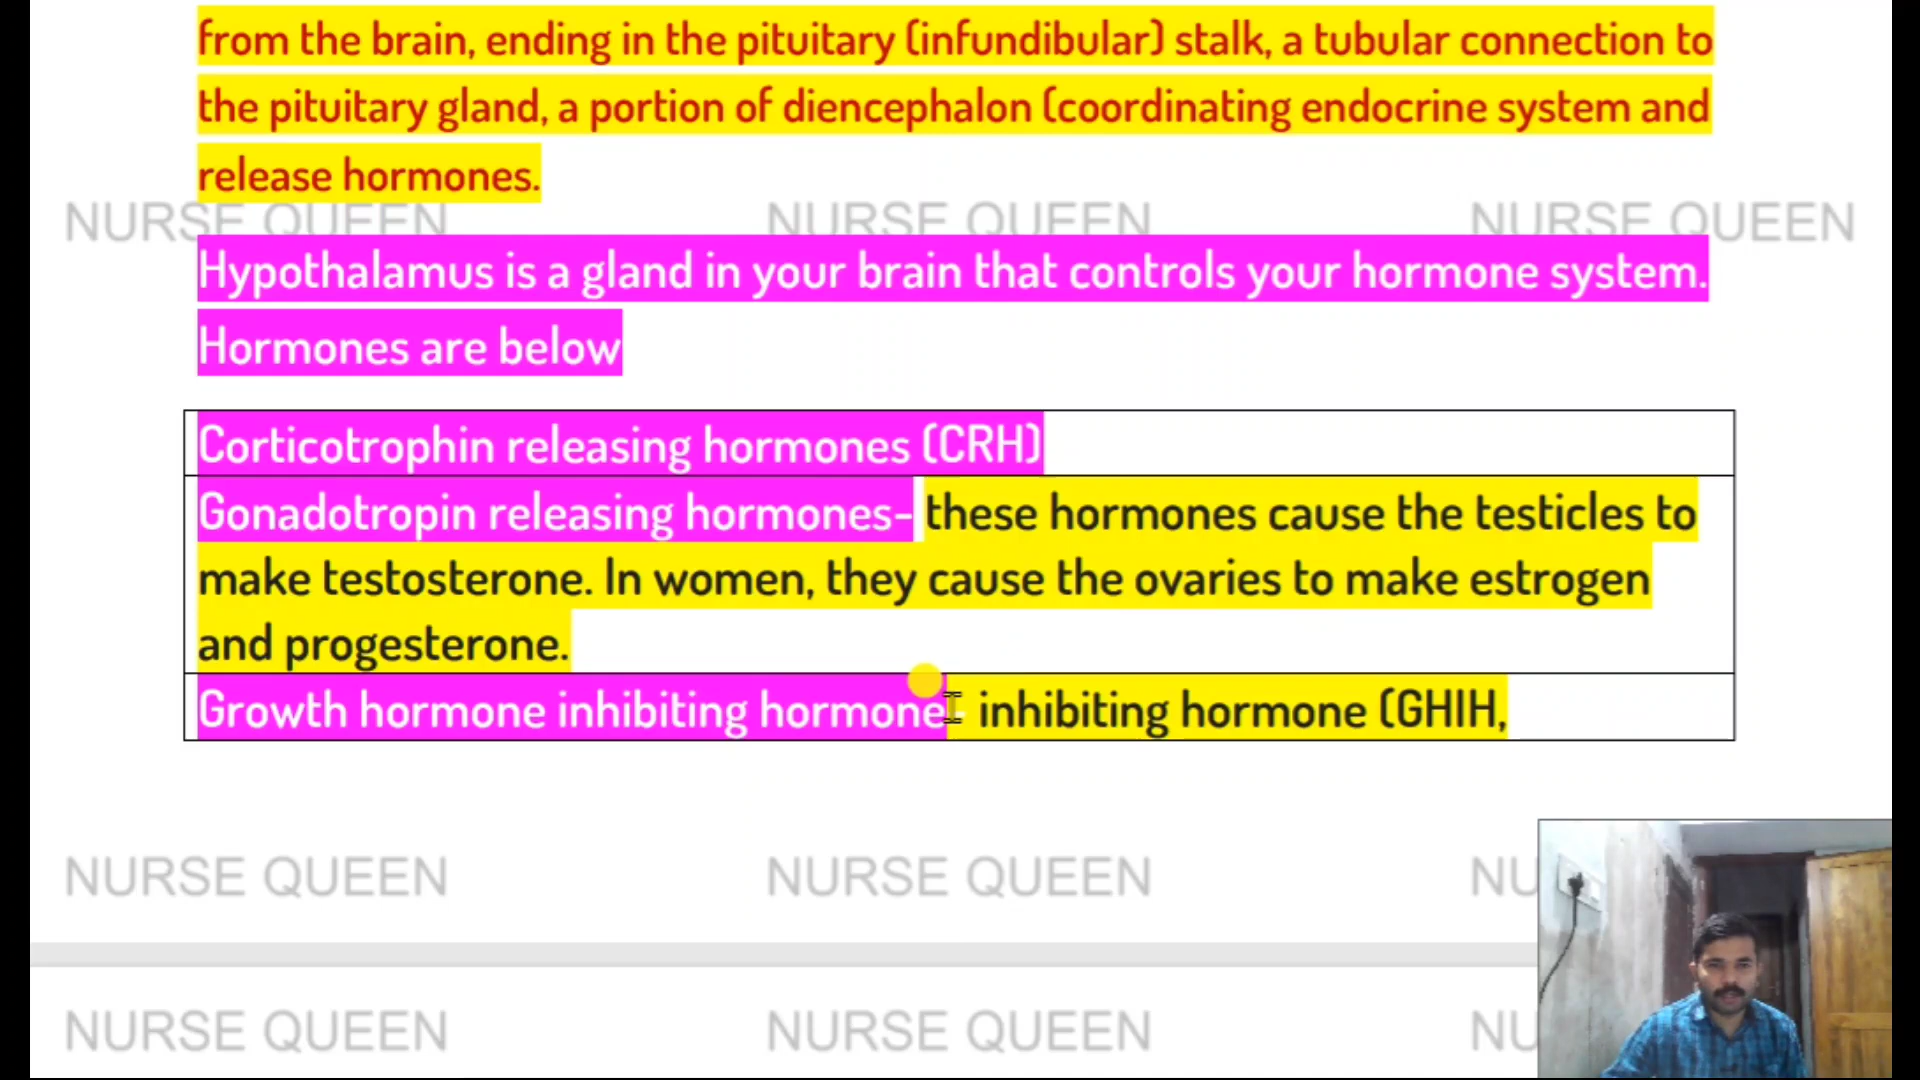 from the brain, ending in the pituitary (infundibular) stalk, a tubular connection to
the pituitary gland, a portion of diencephalon (coordinating endocrine system and
release hormones.
NURSE QUEEN NURSE QUEEN NURSE QUEEN
Hypothalamus is a gland in your brain that controls your hormone system.
Hormones are below
Corticotrophin releasing hormones (CRH)
Gonadotropin releasing hormones- these hormones cause the testicles to
make testosterone. In women, they cause the ovaries to make estrogen
and progesterone.
Growth hormone inhibiting hormone- inhibiting hormone (GHIH,
NURSE QUEEN NURSE QUEEN NU
NURSE QUEEN NURSE QUEEN NU